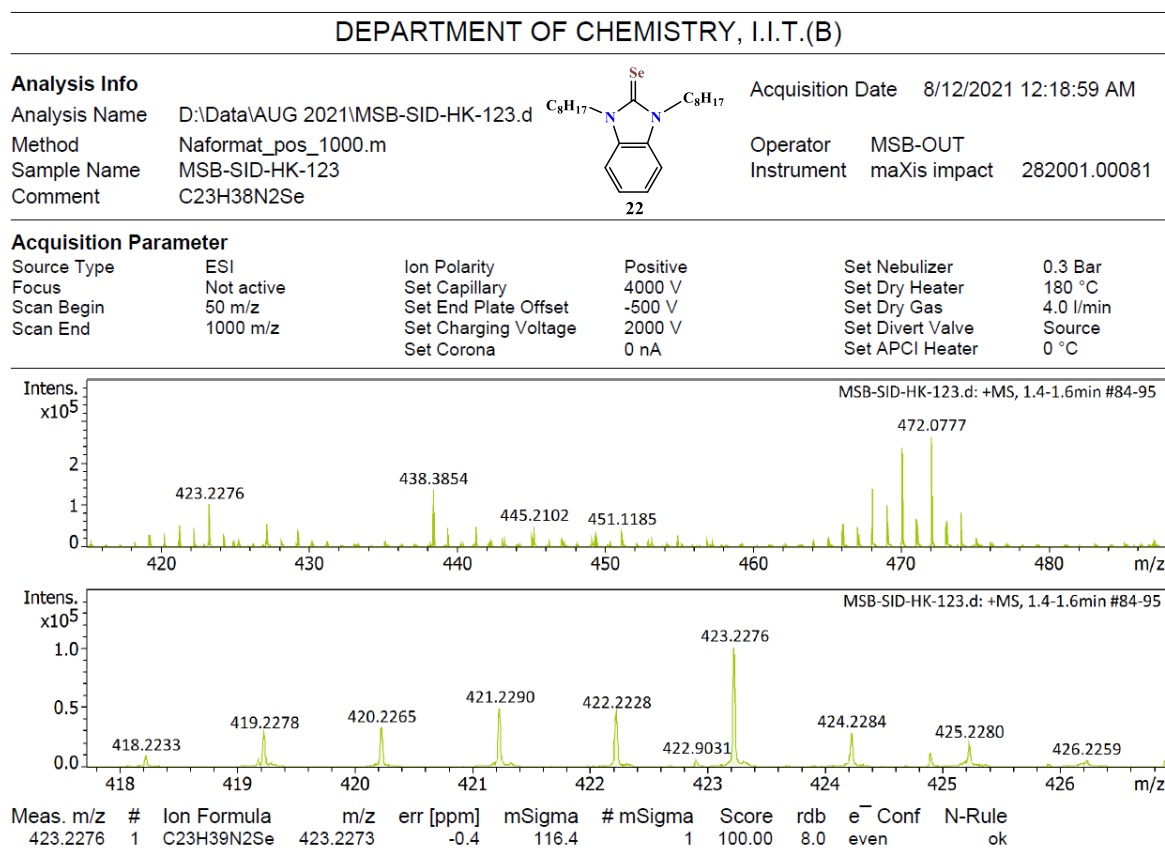 DEPARTMENT OF CHEMISTRY, I.I.T.(B)
Analysis Info
Analysis Name D:\Data\AUG 2021\MSB-SID-HK-123.d
Method Naformat_pos_1000.m
Sample Name MSB-SID-HK-123
Comment C23H38N2Se
Se
C8H17 N N C8H17
22
Acquisition Date 8/12/2021 12:18:59 AM
Operator MSB-OUT
Instrument maXis impact 282001.00081
Acquisition Parameter
Source Type ESI Ion Polarity Positive Set Nebulizer 0.3 Bar
Focus Not active Set Capillary 4000 V Set Dry Heater 180 °C
Scan Begin 50 m/z Set End Plate Offset -500 V Set Dry Gas 4.0 l/min
Scan End 1000 m/z Set Charging Voltage 2000 V Set Divert Valve Source
Set Corona 0 nA Set APCI Heater 0 °C
Intens.
x10⁵
MSB-SID-HK-123.d: +MS, 1.4-1.6min #84-95
472.0777
438.3854
423.2276
445.2102
451.1185
2
1
0
420 430 440 450 460 470 480 m/z
Intens.
x10⁵
MSB-SID-HK-123.d: +MS, 1.4-1.6min #84-95
423.2276
421.2290
422.2228
420.2265
419.2278
418.2233
422.9031
424.2284
425.2280
426.2259
1.0
0.5
0.0
418 419 420 421 422 423 424 425 426 m/z
Meas. m/z # Ion Formula m/z err [ppm] mSigma # mSigma Score rdb e⁻ Conf N-Rule
423.2276 1 C23H39N2Se 423.2273 -0.4 116.4 1 100.00 8.0 even ok